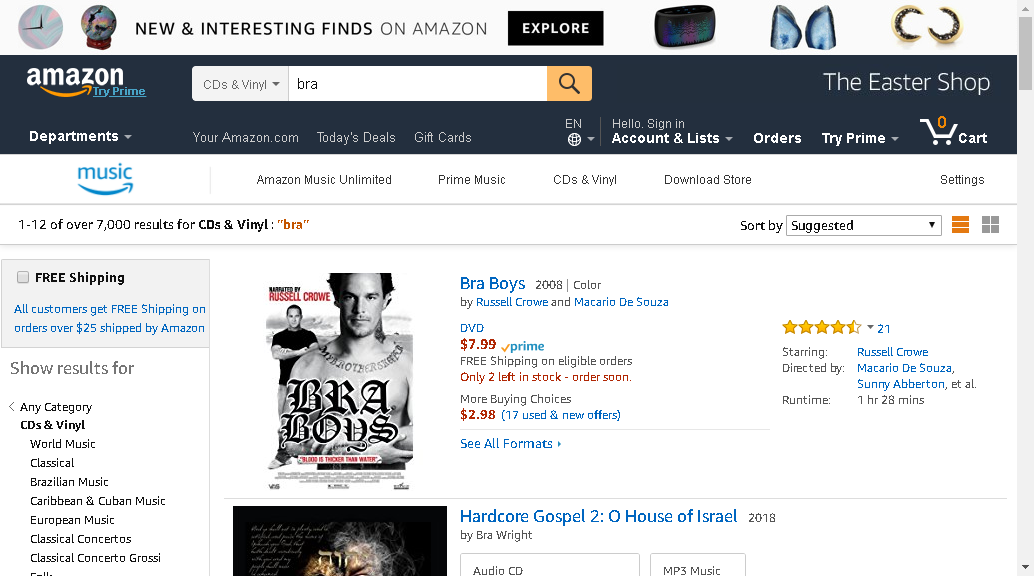 NEW & INTERESTING FINDS ON AMAZON
EXPLORE
amazon
Try Prime
CDs & Vinyl
bra
The Easter Shop
Departments
Your Amazon.com
Today's Deals
Gift Cards
EN
Hello. Sign in
Account & Lists
Orders
Try Prime
0
Cart
music
Amazon Music Unlimited
Prime Music
CDs & Vinyl
Download Store
Settings
1-12 of over 7,000 results for CDs & Vinyl : "bra"
Sort by
Suggested
FREE Shipping
All customers get FREE Shipping on
orders over $25 shipped by Amazon
Show results for
Any Category
CDs & Vinyl
World Music
Classical
Brazilian Music
Caribbean & Cuban Music
European Music
Classical Concertos
Classical Concerto Grossi
Folk
NARRATED BY
RUSSELL CROWE
BRA
BOYS
"BLOOD IS THICKER THAN WATER"
Bra Boys 2008 | Color
by Russell Crowe and Macario De Souza
DVD
$7.99 prime
FREE Shipping on eligible orders
Only 2 left in stock - order soon.
More Buying Choices
$2.98 (17 used & new offers)
See All Formats
21
Starring: Russell Crowe
Directed by: Macario De Souza,
Sunny Abberton, et al.
Runtime: 1 hr 28 mins
Hardcore Gospel 2: O House of Israel 2018
by Bra Wright
Audio CD
MP3 Music